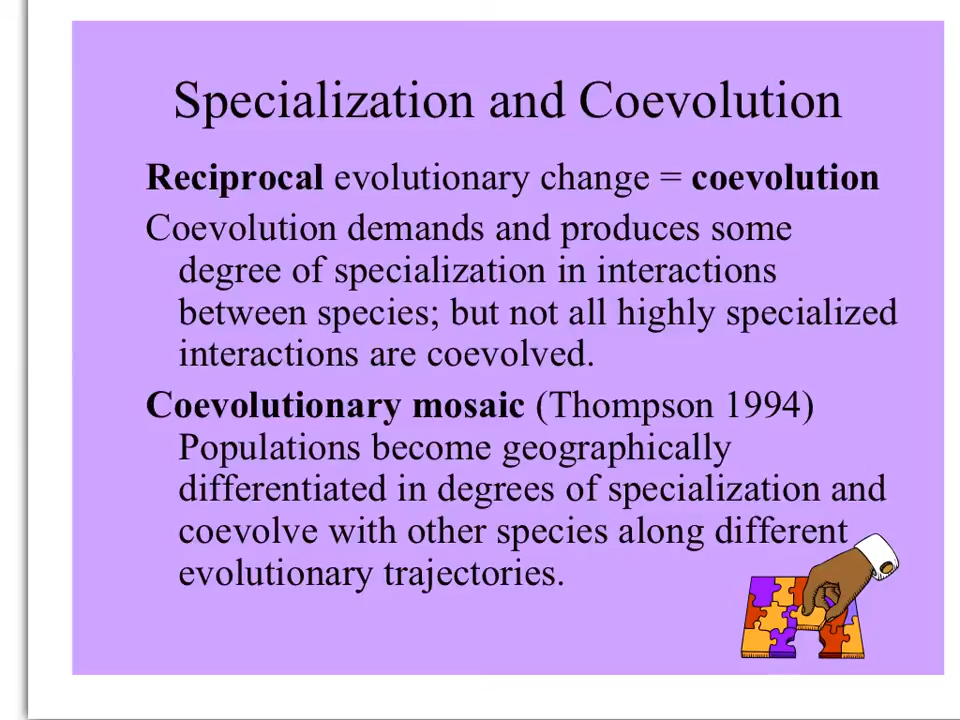 Specialization and Coevolution
Reciprocal evolutionary change = coevolution
Coevolution demands and produces some
degree of specialization in interactions
between species; but not all highly specialized
interactions are coevolved.
Coevolutionary mosaic (Thompson 1994)
Populations become geographically
differentiated in degrees of specialization and
coevolve with other species along different
evolutionary trajectories.